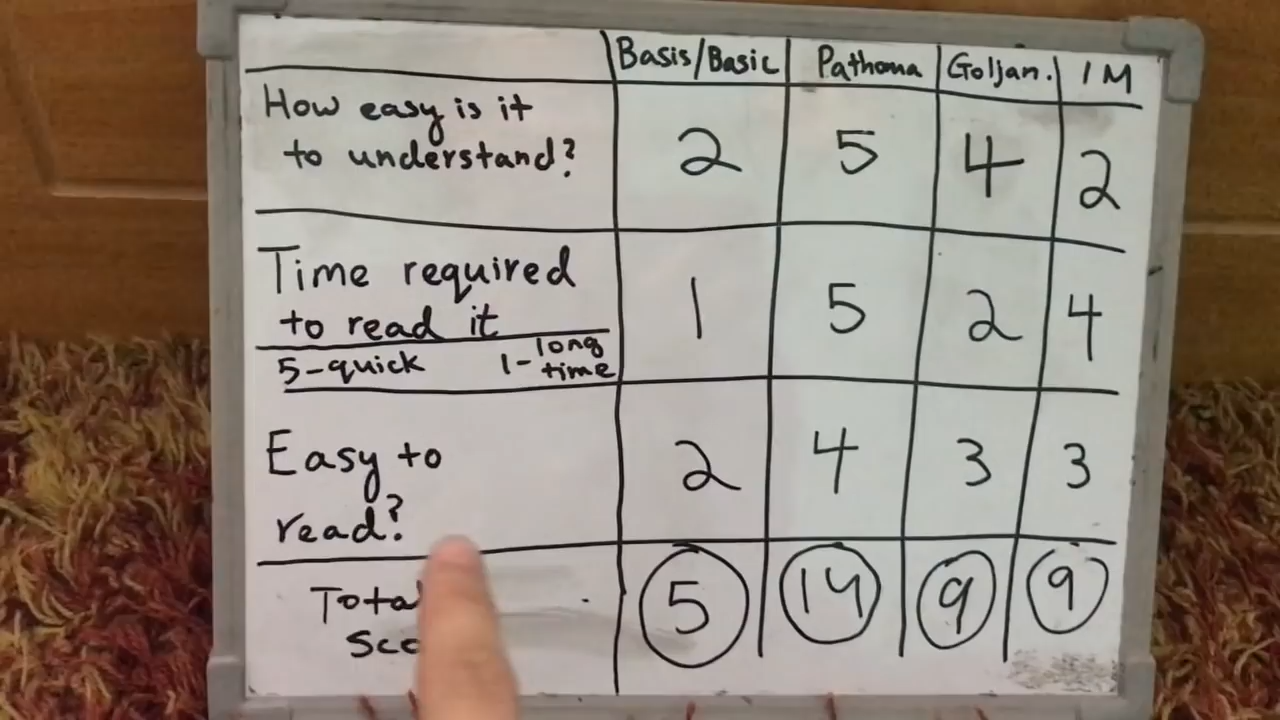 Basis/Basic Pathoma Goljan. 1 M
How easy is it
to understand? 2 5 4 2
Time required
to read it 1 5 2 4
5-quick 1-long
time
Easy to
read? 2 4 3 3
Total 5 14 9 9